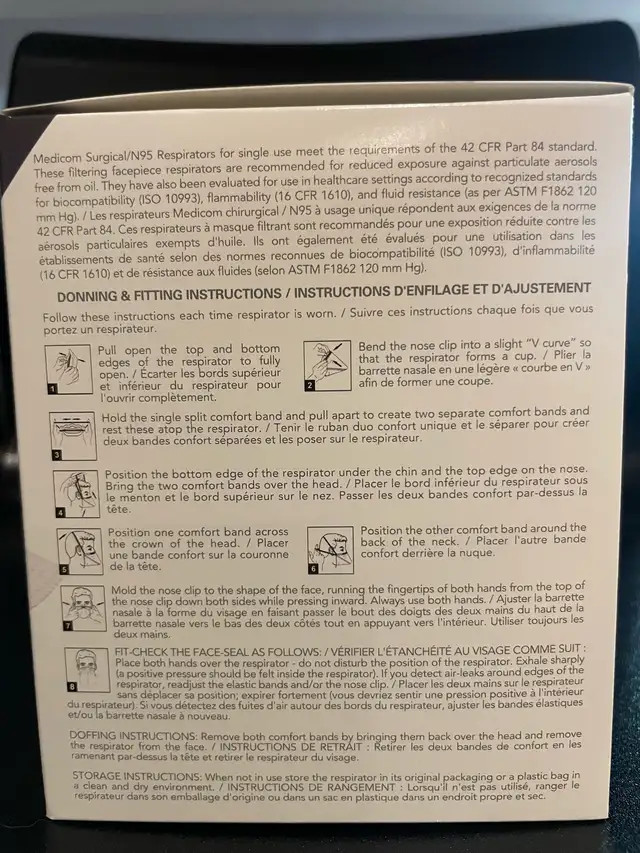 Medicom Surgical/N95 Respirators for single use meet the requirements of the 42 CFR Part 84 standard.
These filtering facepiece respirators are recommended for reduced exposure against particulate aerosols
free from oil. They have also been evaluated for use in healthcare settings according to recognized standards
for biocompatibility (ISO 10993), flammability (16 CFR 1610), and fluid resistance (as per ASTM F1862 120
mm Hg). / Les respirateurs Medicom chirurgical / N95 à usage unique répondent aux exigences de la norme
42 CFR Part 84. Ces respirateurs à masque filtrant sont recommandés pour une exposition réduite contre les
aérosols particulaires exempts d'huile. Ils ont également été évalués pour une utilisation dans les
établissements de santé selon des normes reconnues de biocompatibilité (ISO 10993), d'inflammabilité
(16 CFR 1610) et de résistance aux fluides (selon ASTM F1862 120 mm Hg).
DONNING & FITTING INSTRUCTIONS / INSTRUCTIONS D'ENFILAGE ET D'AJUSTEMENT
Follow these instructions each time respirator is worn. / Suivre ces instructions chaque fois que vous
portez un respirateur.
1
Pull open the top and bottom
edges of the respirator to fully
open. / Écarter les bords supérieur
et inférieur du respirateur pour
l'ouvrir complètement.
2
Bend the nose clip into a slight "V curve" so
that the respirator forms a cup. / Plier la
barrette nasale en une légère « courbe en V »
afin de former une coupe.
3
Hold the single split comfort band and pull apart to create two separate comfort bands and
rest these atop the respirator. / Tenir le ruban duo confort unique et le séparer pour créer
deux bandes confort séparées et les poser sur le respirateur.
4
Position the bottom edge of the respirator under the chin and the top edge on the nose.
Bring the two comfort bands over the head. / Placer le bord inférieur du respirateur sous
le menton et le bord supérieur sur le nez. Passer les deux bandes confort par-dessus la
tête.
5
Position one comfort band across
the crown of the head. / Placer
une bande confort sur la couronne
de la tête.
6
Position the other comfort band around the
back of the neck. / Placer l'autre bande
confort derrière la nuque.
7
Mold the nose clip to the shape of the face, running the fingertips of both hands from the top of
the nose clip down both sides while pressing inward. Always use both hands. / Ajuster la barrette
nasale à la forme du visage en faisant passer le bout des doigts des deux mains du haut de la
barrette nasale vers le bas des deux côtés tout en appuyant vers l'intérieur. Utiliser toujours les
deux mains.
8
FIT-CHECK THE FACE-SEAL AS FOLLOWS: / VÉRIFIER L'ÉTANCHÉITÉ AU VISAGE COMME SUIT :
Place both hands over the respirator - do not disturb the position of the respirator. Exhale sharply
(a positive pressure should be felt inside the respirator). If you detect air-leaks around edges of the
respirator, readjust the elastic bands and/or the nose clip. / Placer les deux mains sur le respirateur
sans déplacer sa position; expirer fortement (vous devriez sentir une pression positive à l'intérieur
du respirateur). Si vous détectez des fuites d'air autour des bords du respirateur, ajuster les bandes élastiques
et/ou la barrette nasale à nouveau.
DOFFING INSTRUCTIONS: Remove both comfort bands by bringing them back over the head and remove
the respirator from the face. / INSTRUCTIONS DE RETRAIT : Retirer les deux bandes de confort en les
ramenant par-dessus la tête et retirer le respirateur du visage.
STORAGE INSTRUCTIONS: When not in use store the respirator in its original packaging or a plastic bag in
a clean and dry environment. / INSTRUCTIONS DE RANGEMENT : Lorsqu'il n'est pas utilisé, ranger le
respirateur dans son emballage d'origine ou dans un sac en plastique dans un endroit propre et sec.